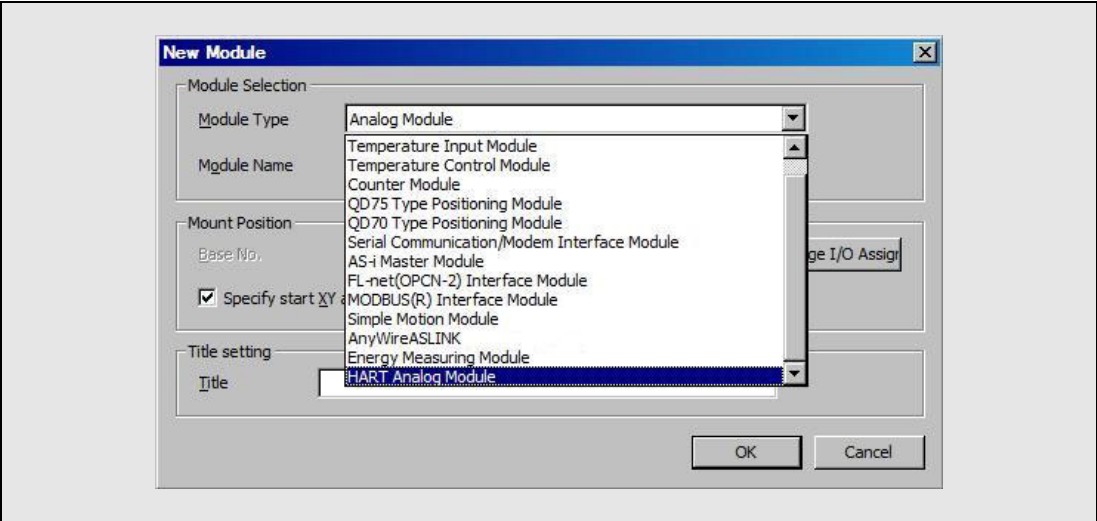 New Module
Module Selection
Module Type
Analog Module
Temperature Input Module
Module Name
Temperature Control Module
Counter Module
QD75 Type Positioning Module
QD70 Type Positioning Module
Mount Position
Serial Communication/Modem Interface Module
Base No.
AS-i Master Module
ge I/O Assign
FL-net(OPCN-2) Interface Module
Specify start XY a
MODBUS(R) Interface Module
Simple Motion Module
AnyWireASLINK
Title setting
Energy Measuring Module
Title
HART Analog Module
OK
Cancel